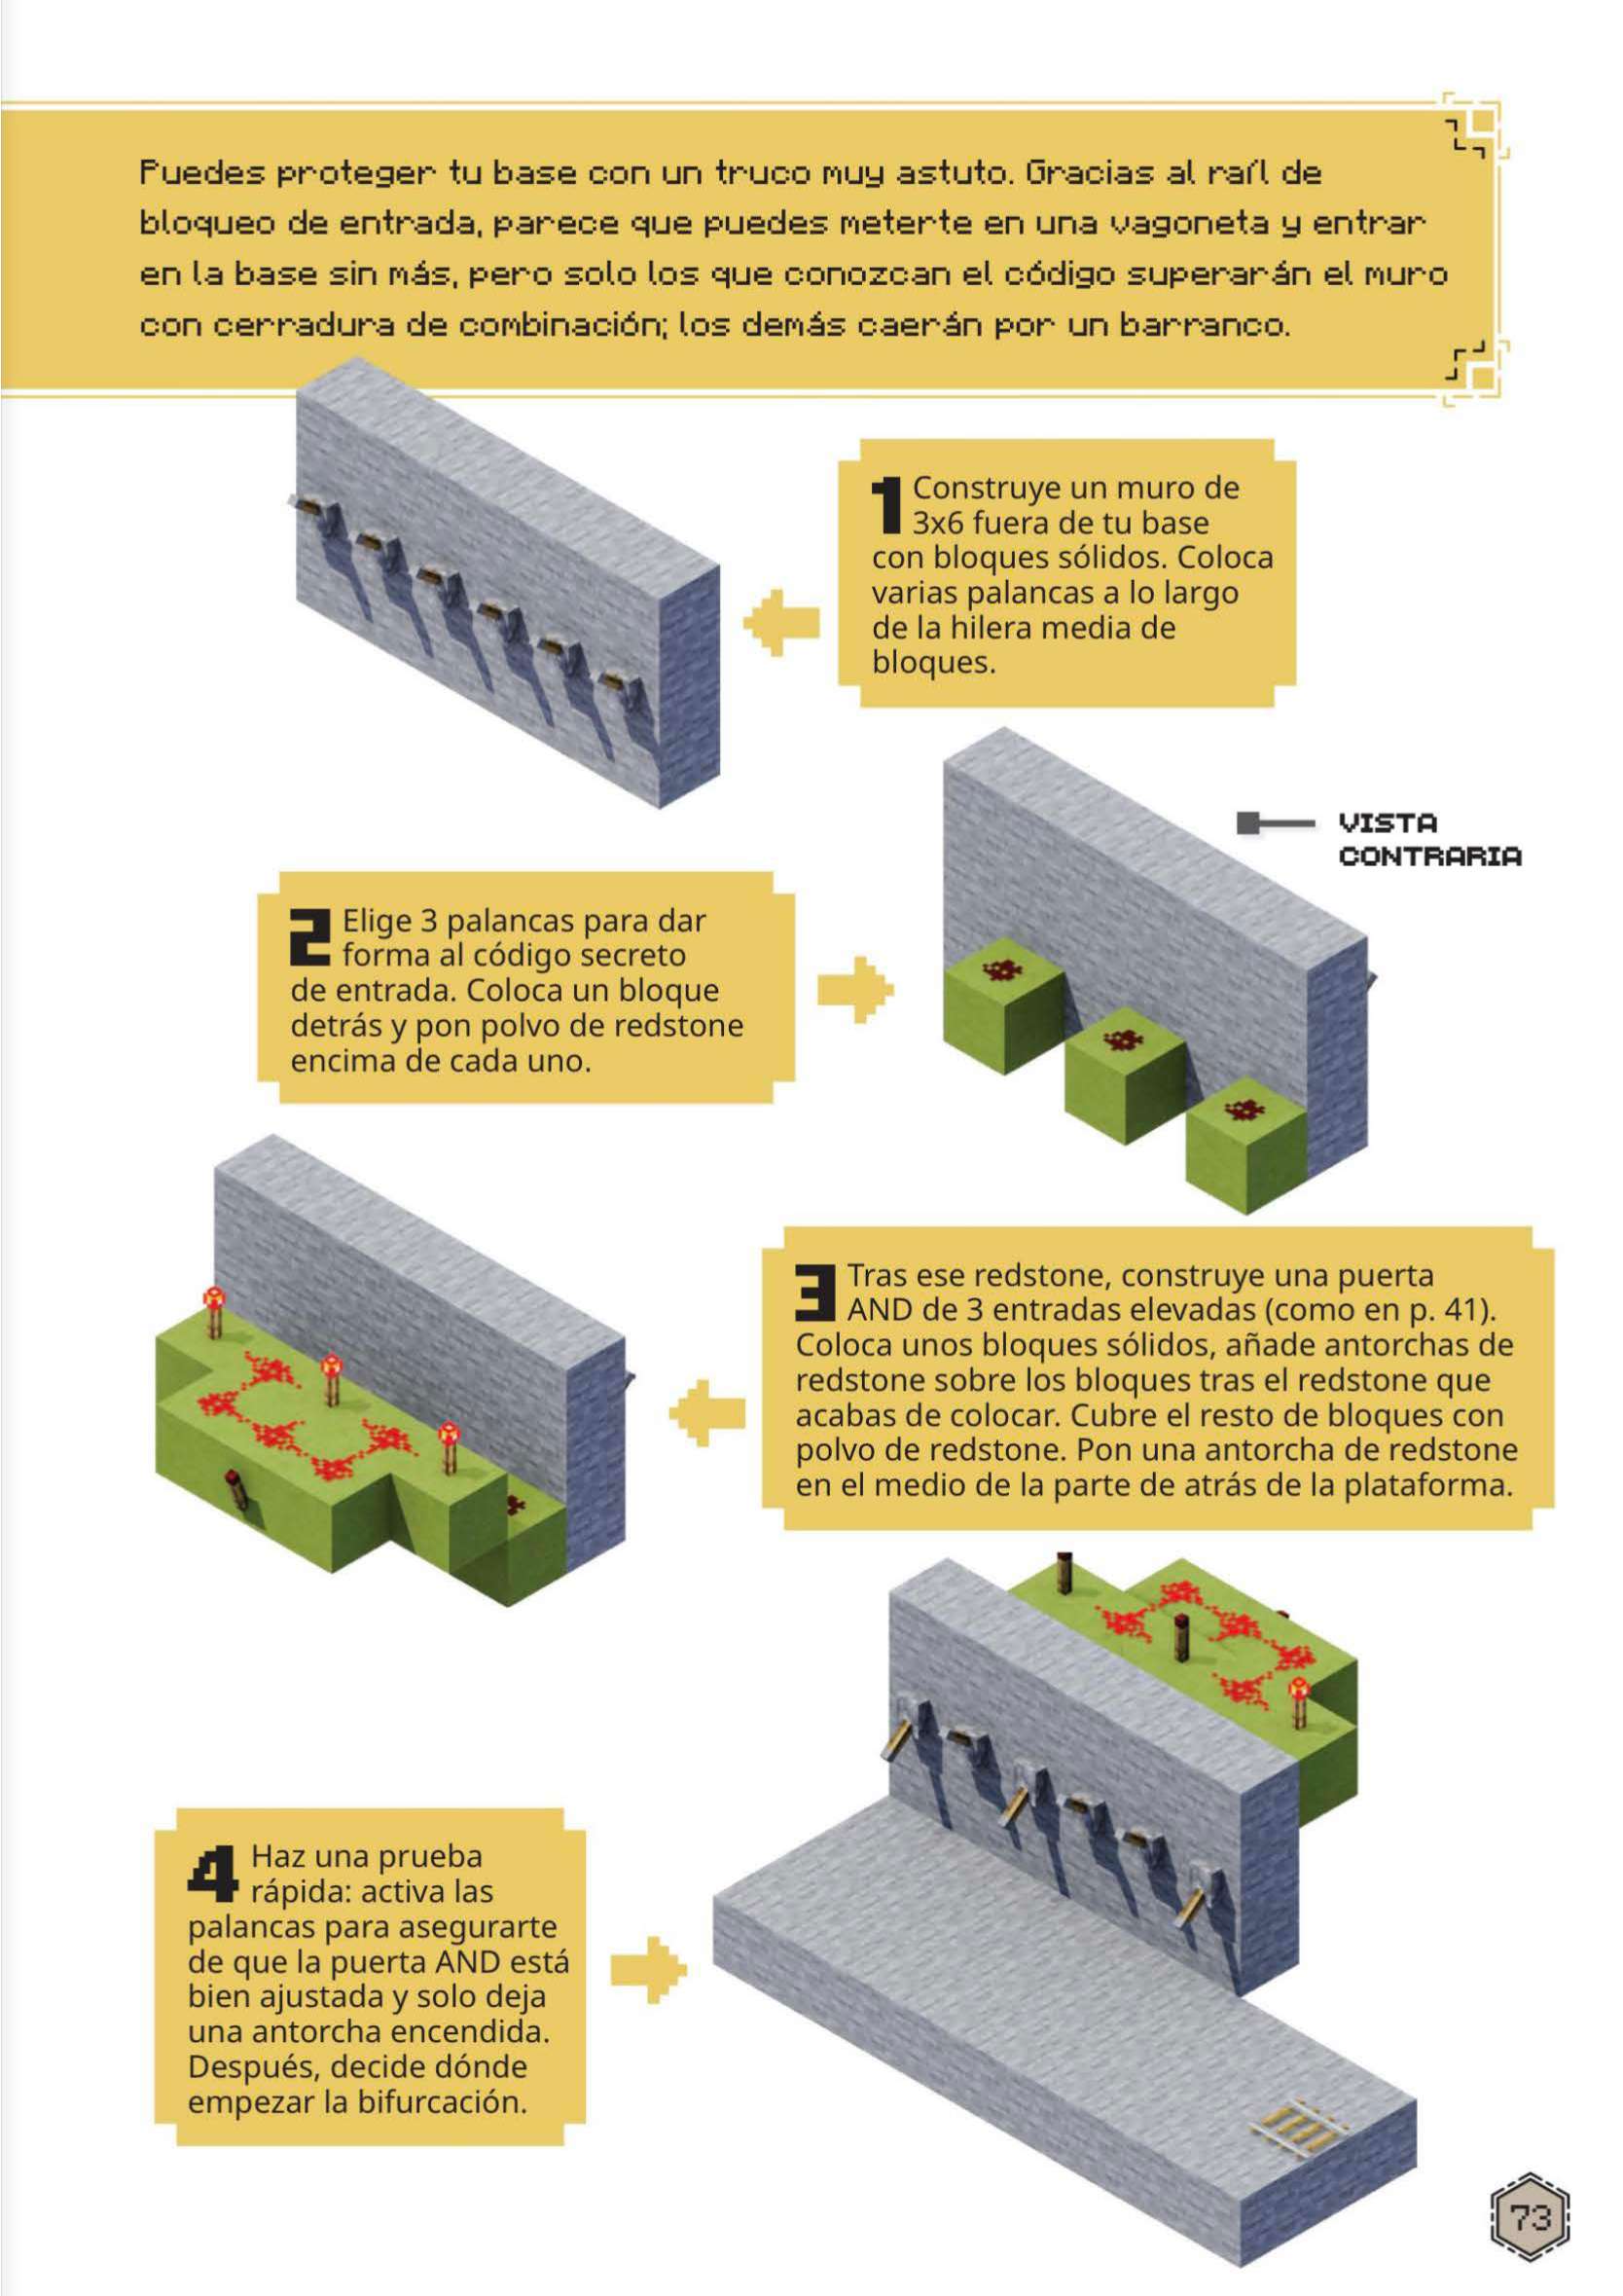 Puedes proteger tu base con un truco muy astuto. Gracias al raíl de
bloqueo de entrada, parece que puedes meterte en una vagoneta y entrar
en la base sin más, pero solo los que conozcan el código superarán el muro
con cerradura de combinación; los demás caerán por un barranco.
1 Construye un muro de
3x6 fuera de tu base
con bloques sólidos. Coloca
varias palancas a lo largo
de la hilera media de
bloques.
VISTA
CONTRARIA
2 Elige 3 palancas para dar
forma al código secreto
de entrada. Coloca un bloque
detrás y pon polvo de redstone
encima de cada uno.
3 Tras ese redstone, construye una puerta
AND de 3 entradas elevadas (como en p. 41).
Coloca unos bloques sólidos, añade antorchas de
redstone sobre los bloques tras el redstone que
acabas de colocar. Cubre el resto de bloques con
polvo de redstone. Pon una antorcha de redstone
en el medio de la parte de atrás de la plataforma.
4 Haz una prueba
rápida: activa las
palancas para asegurarte
de que la puerta AND está
bien ajustada y solo deja
una antorcha encendida.
Después, decide dónde
empezar la bifurcación.
73